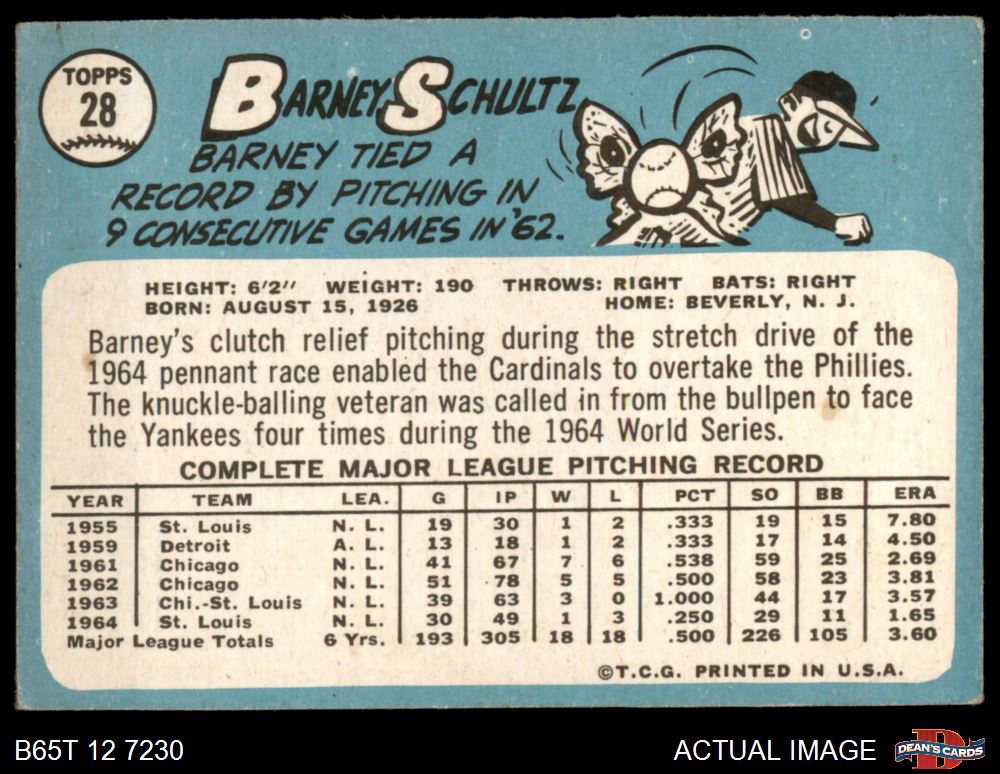 TOPPS
28
BARNEY SCHULTZ
BARNEY TIED A
RECORD BY PITCHING IN
9 CONSECUTIVE GAMES IN '62.
HEIGHT: 6'2" WEIGHT: 190 THROWS: RIGHT BATS: RIGHT
BORN: AUGUST 15, 1926 HOME: BEVERLY, N. J.
Barney's clutch relief pitching during the stretch drive of the
1964 pennant race enabled the Cardinals to overtake the Phillies.
The knuckle-balling veteran was called in from the bullpen to face
the Yankees four times during the 1964 World Series.
COMPLETE MAJOR LEAGUE PITCHING RECORD
YEAR TEAM LEA. G IP W L PCT SO BB ERA
1955 St. Louis N. L. 19 30 1 2 .333 19 15 7.80
1959 Detroit A. L. 13 18 1 2 .333 17 14 4.50
1961 Chicago N. L. 41 67 7 6 .538 59 25 2.69
1962 Chicago N. L. 51 78 5 5 .500 58 23 3.81
1963 Chi.-St. Louis N. L. 39 63 3 0 1.000 44 17 3.57
1964 St. Louis N. L. 30 49 1 3 .250 29 11 1.65
Major League Totals 6 Yrs. 193 305 18 18 .500 226 105 3.60
©T.C.G. PRINTED IN U.S.A.
B65T 12 7230 ACTUAL IMAGE D DEAN'S CARDS